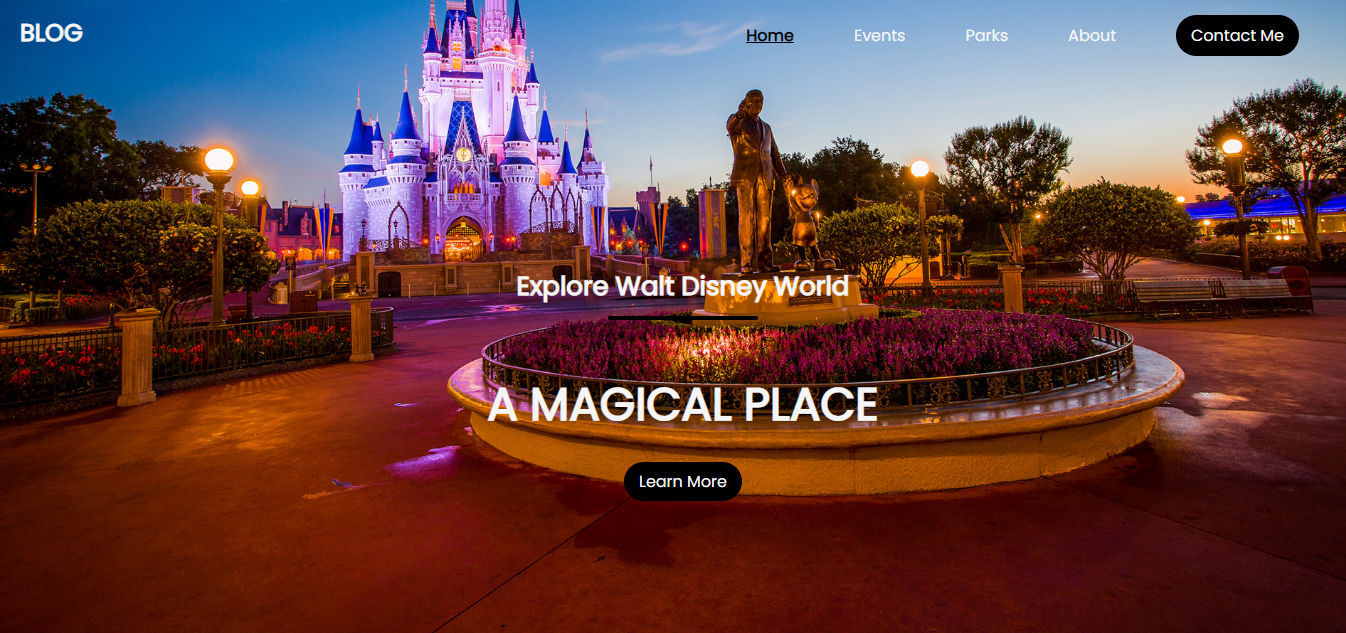 BLOG
Home
Events
Parks
About
Contact Me
Explore Walt Disney World
A MAGICAL PLACE
Learn More